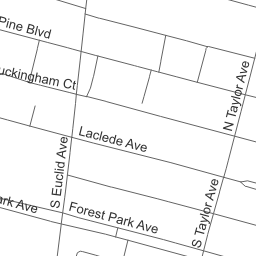 Pine Blvd
uckingham Ct
N Taylor Ave
Laclede Ave
S Euclid Ave
S Taylor Ave
ark Ave
Forest Park Ave